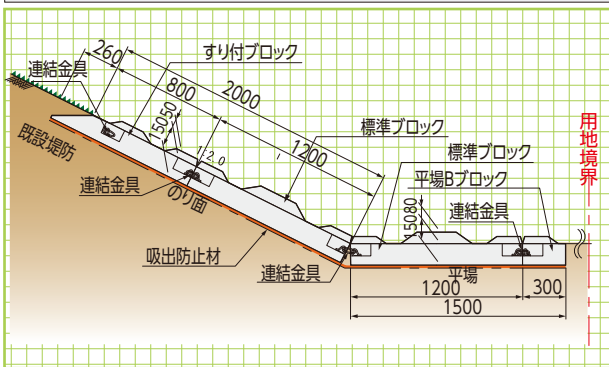 260
すり付ブロック
連結金具
800
2000
15050
標準ブロック
1:2.0
1200
標準ブロック
用地境界
既設堤防
平場Bブロック
連結金具
のり面
15080
連結金具
吸出防止材
連結金具
平場
1200
300
1500